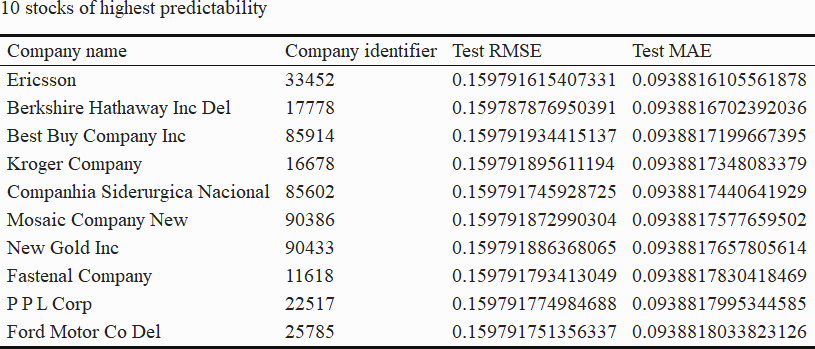 10 stocks of highest predictability
Company name Company identifier Test RMSE Test MAE
Ericsson 33452 0.159791615407331 0.0938816105561878
Berkshire Hathaway Inc Del 17778 0.159787876950391 0.0938816702392036
Best Buy Company Inc 85914 0.159791934415137 0.0938817199667395
Kroger Company 16678 0.159791895611194 0.0938817348083379
Companhia Siderurgica Nacional 85602 0.159791745928725 0.0938817440641929
Mosaic Company New 90386 0.159791872990304 0.0938817577659502
New Gold Inc 90433 0.159791886368065 0.0938817657805614
Fastenal Company 11618 0.159791793413049 0.0938817830418469
P P L Corp 22517 0.159791774984688 0.0938817995344585
Ford Motor Co Del 25785 0.159791751356337 0.0938818033823126